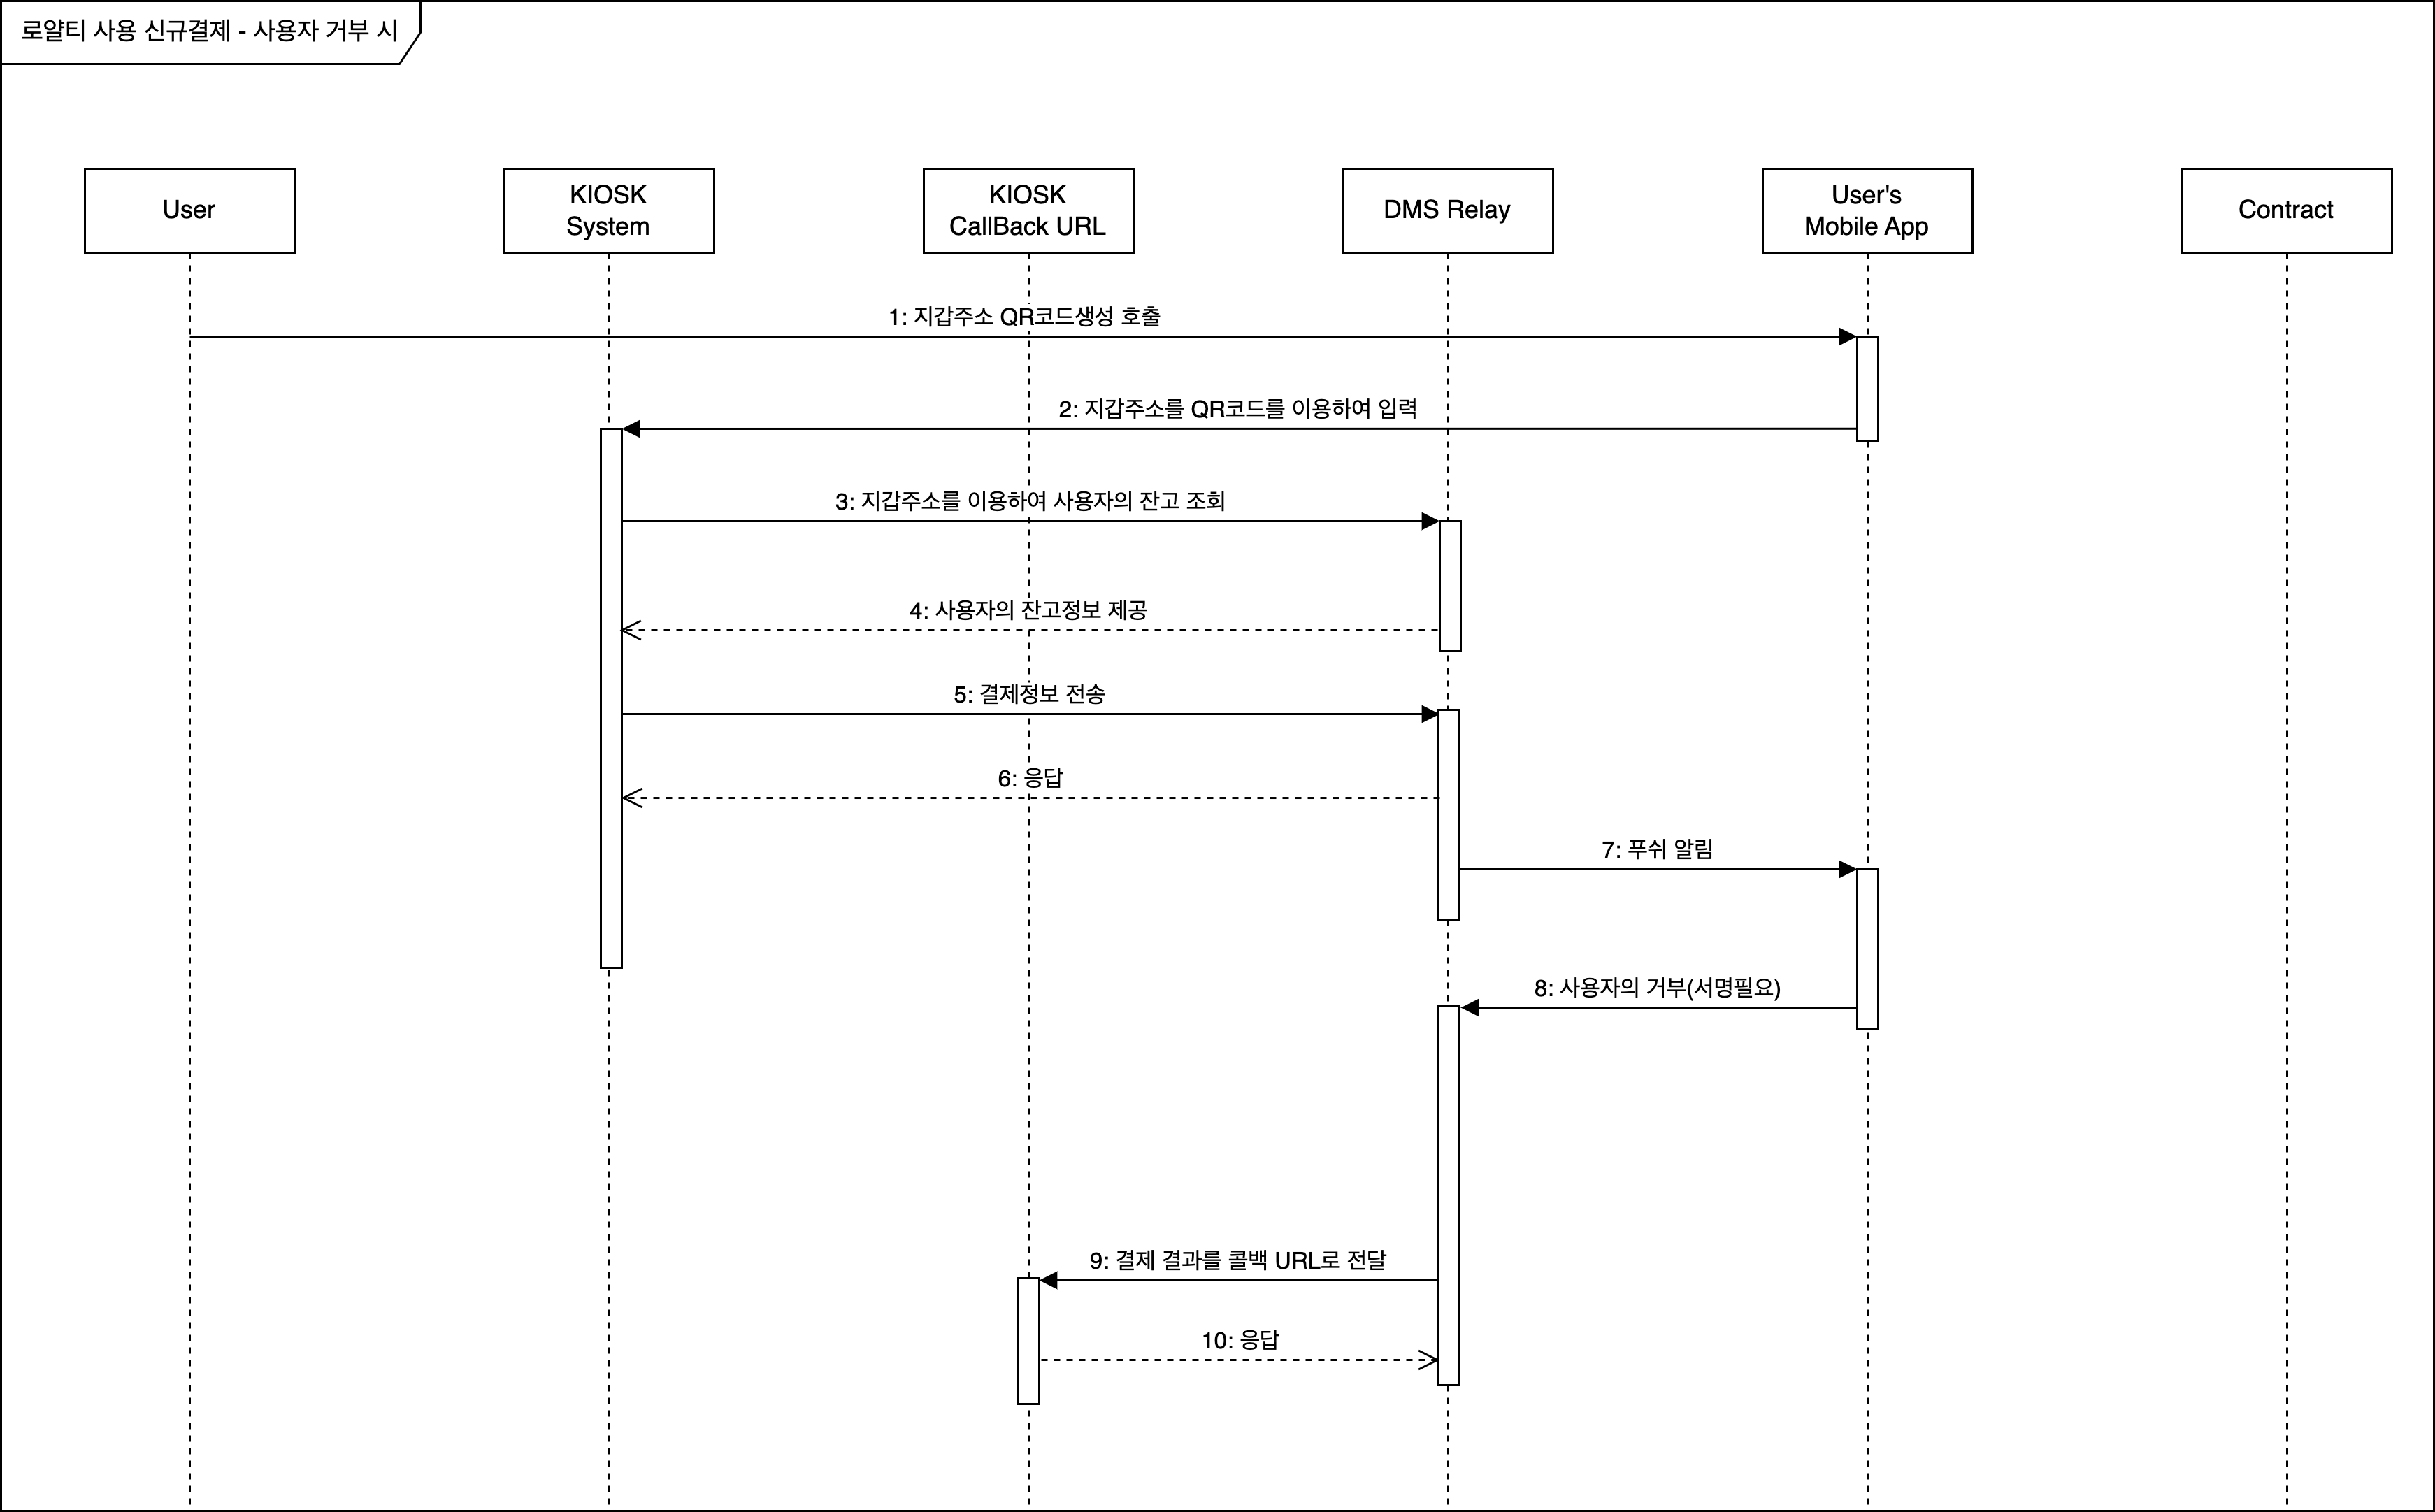 로얄티 사용 신규결제 - 사용자 거부 시
User
KIOSK
System
KIOSK
CallBack URL
DMS Relay
User's
Mobile App
Contract
1: 지갑주소 QR코드생성 호출
2: 지갑주소를 QR코드를 이용하여 입력
3: 지갑주소를 이용하여 사용자의 잔고 조회
4: 사용자의 잔고정보 제공
5: 결제정보 전송
6: 응답
7: 푸쉬 알림
8: 사용자의 거부(서명필요)
9: 결제 결과를 콜백 URL로 전달
10: 응답